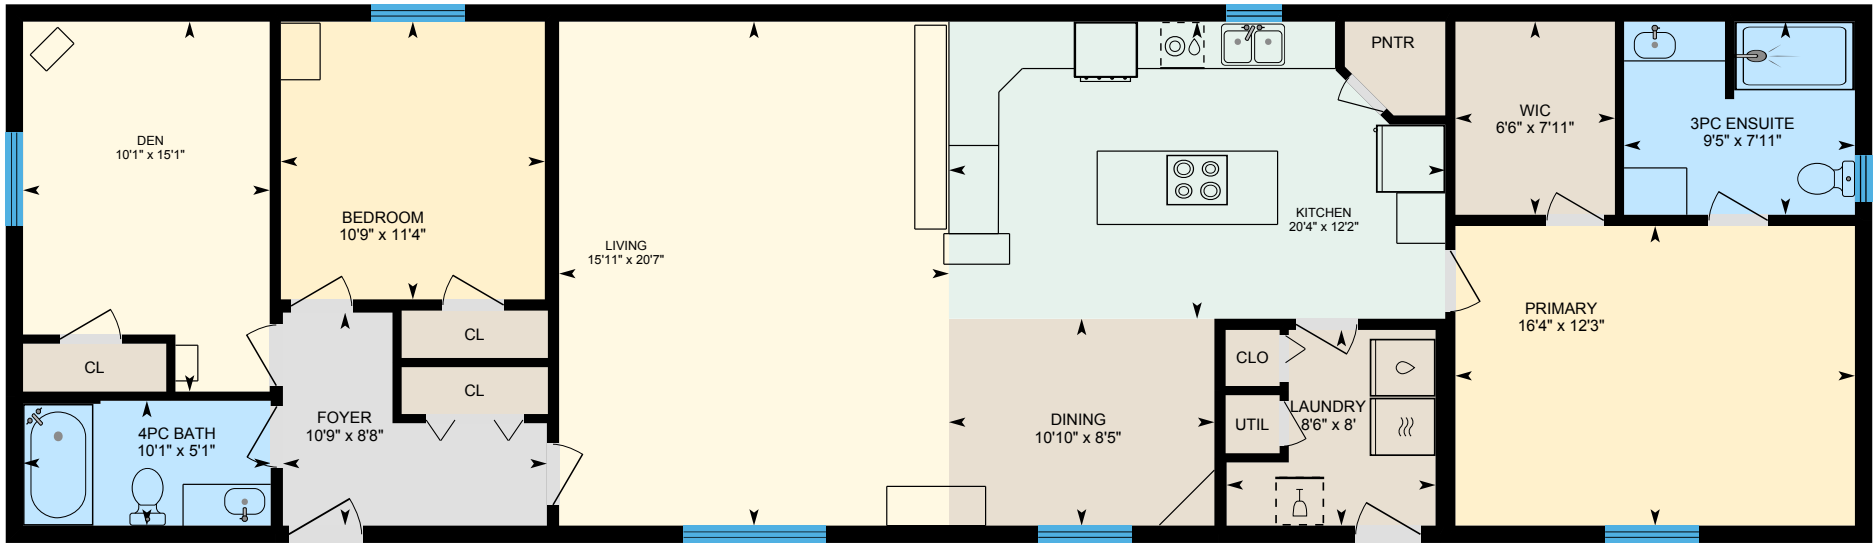 DEN
10'1" x 15'1"
BEDROOM
10'9" x 11'4"
LIVING
15'11" x 20'7"
PNTR
KITCHEN
20'4" x 12'2"
WIC
6'6" x 7'11"
3PC ENSUITE
9'5" x 7'11"
PRIMARY
16'4" x 12'3"
CL
CL
CL
4PC BATH
10'1" x 5'1"
FOYER
10'9" x 8'8"
DINING
10'10" x 8'5"
CLO
UTIL
LAUNDRY
8'6" x 8'